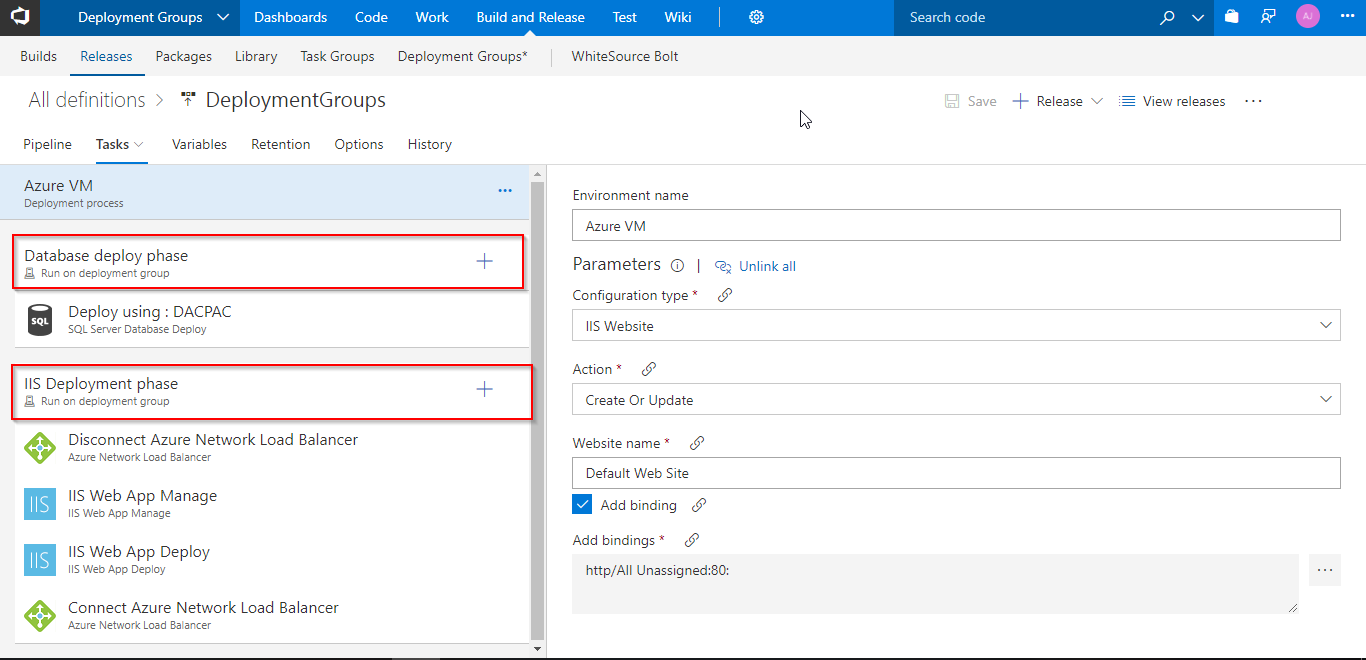 Deployment Groups Dashboards Code Work Build and Release Test Wiki Search code AJ
Builds Releases Packages Library Task Groups Deployment Groups* WhiteSource Bolt
All definitions > DeploymentGroups Save Release View releases ...
Pipeline Tasks Variables Retention Options History
Azure VM
Deployment process
Database deploy phase
Run on deployment group
SQL
Deploy using : DACPAC
SQL Server Database Deploy
IIS Deployment phase
Run on deployment group
Disconnect Azure Network Load Balancer
Azure Network Load Balancer
IIS
IIS Web App Manage
IIS Web App Manage
IIS
IIS Web App Deploy
IIS Web App Deploy
Connect Azure Network Load Balancer
Azure Network Load Balancer
Environment name
Azure VM
Parameters | Unlink all
Configuration type *
IIS Website
Action *
Create Or Update
Website name *
Default Web Site
Add binding
Add bindings *
http/All Unassigned:80: